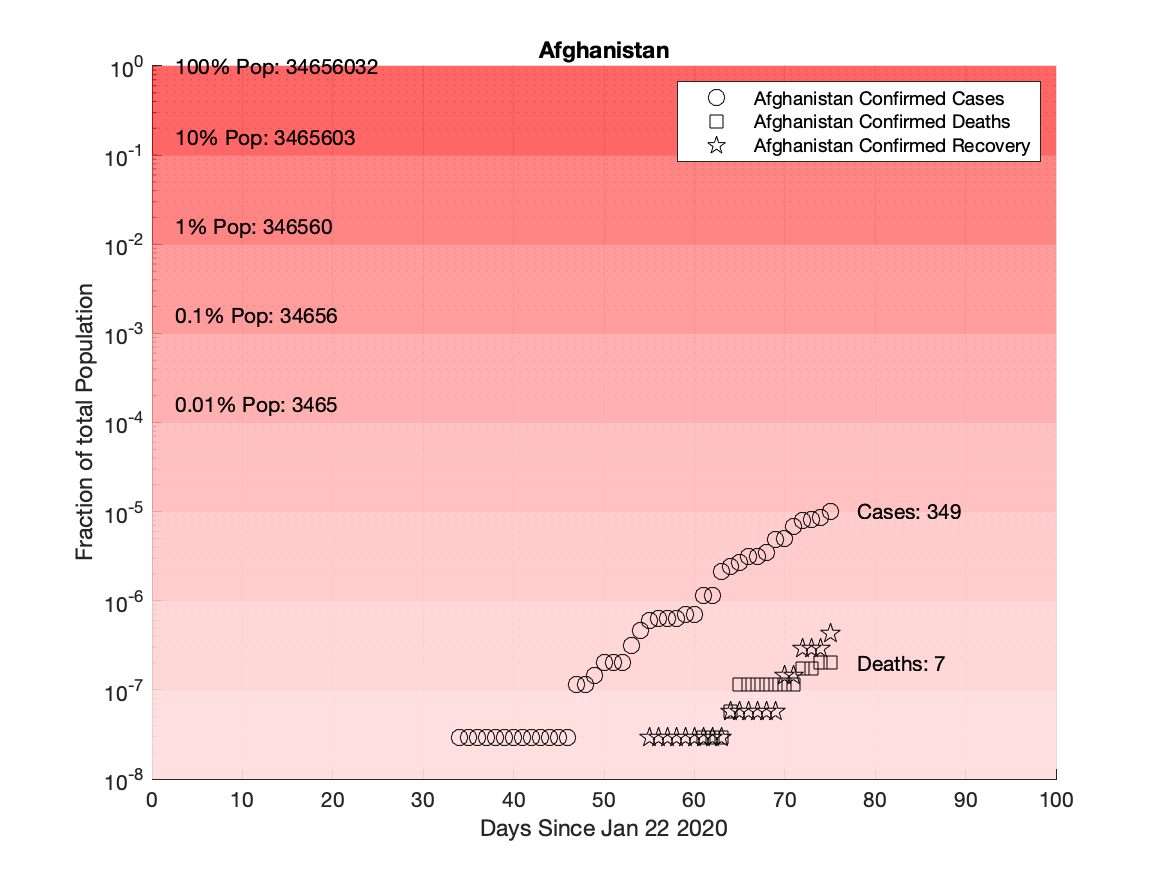 Afghanistan
10^0
100% Pop: 34656032
Afghanistan Confirmed Cases
Afghanistan Confirmed Deaths
Afghanistan Confirmed Recovery
10% Pop: 3465603
10^-1
1% Pop: 346560
10^-2
0.1% Pop: 34656
10^-3
0.01% Pop: 3465
10^-4
10^-5
Cases: 349
10^-6
Deaths: 7
10^-7
10^-8
Fraction of total Population
0 10 20 30 40 50 60 70 80 90 100
Days Since Jan 22 2020